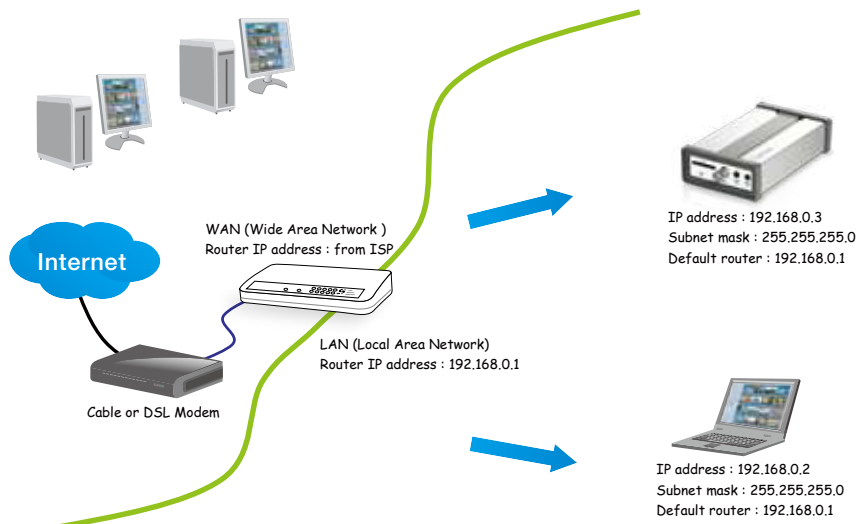 WAN (Wide Area Network )
Router IP address : from ISP
Internet
LAN (Local Area Network)
Router IP address : 192.168.0.1
Cable or DSL Modem
IP address : 192.168.0.3
Subnet mask : 255.255.255.0
Default router : 192.168.0.1
IP address : 192.168.0.2
Subnet mask : 255.255.255.0
Default router : 192.168.0.1